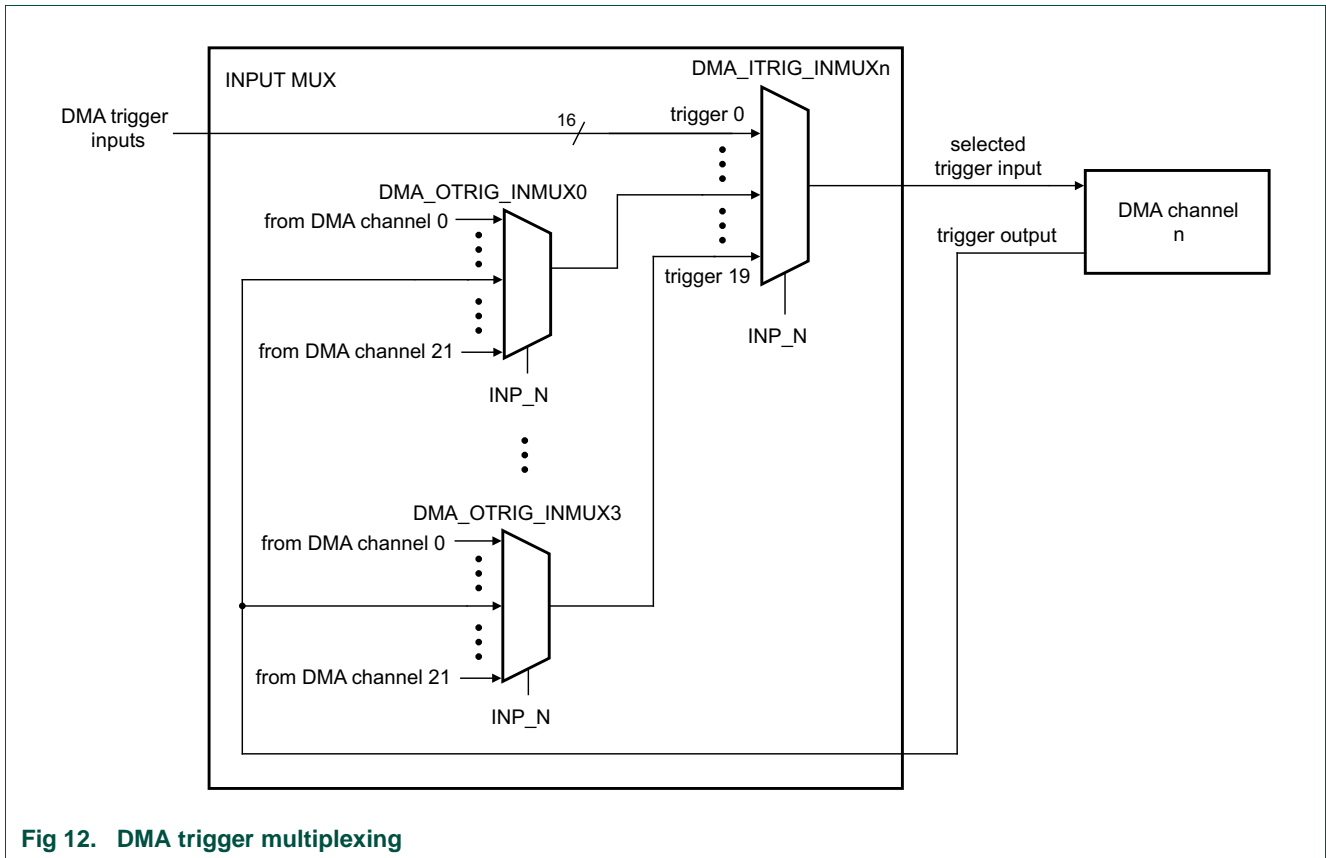 INPUT MUX
DMA_ITRIG_INMUXn
DMA trigger
inputs
16
trigger 0
selected
trigger input
DMA_OTRIG_INMUX0
from DMA channel 0
DMA channel
n
trigger output
trigger 19
INP_N
from DMA channel 21
INP_N
DMA_OTRIG_INMUX3
from DMA channel 0
from DMA channel 21
INP_N
Fig 12. DMA trigger multiplexing